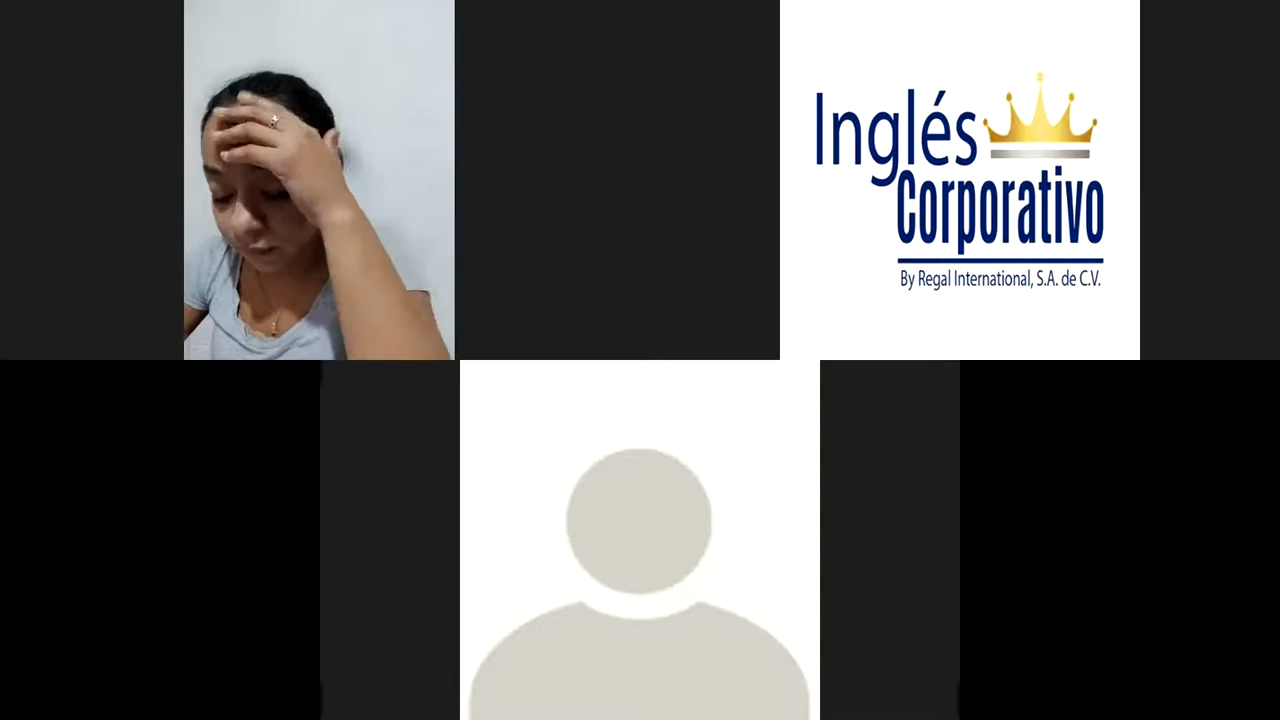 Inglés
Corporativo
By Regal International, S.A. de C.V.